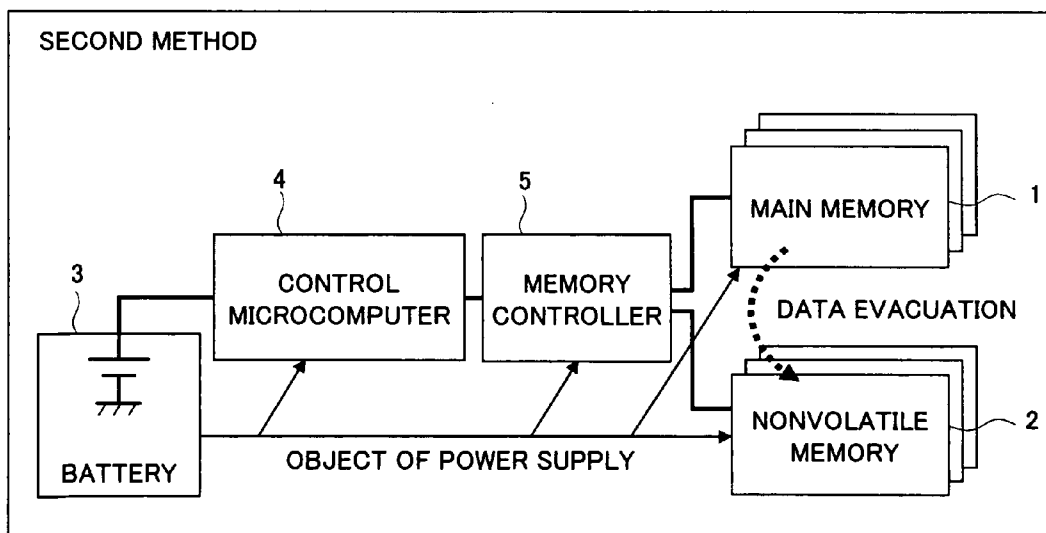 SECOND METHOD
1
MAIN MEMORY
4
5
CONTROL
MICROCOMPUTER
MEMORY
CONTROLLER
3
DATA EVACUATION
2
NONVOLATILE
MEMORY
OBJECT OF POWER SUPPLY
BATTERY